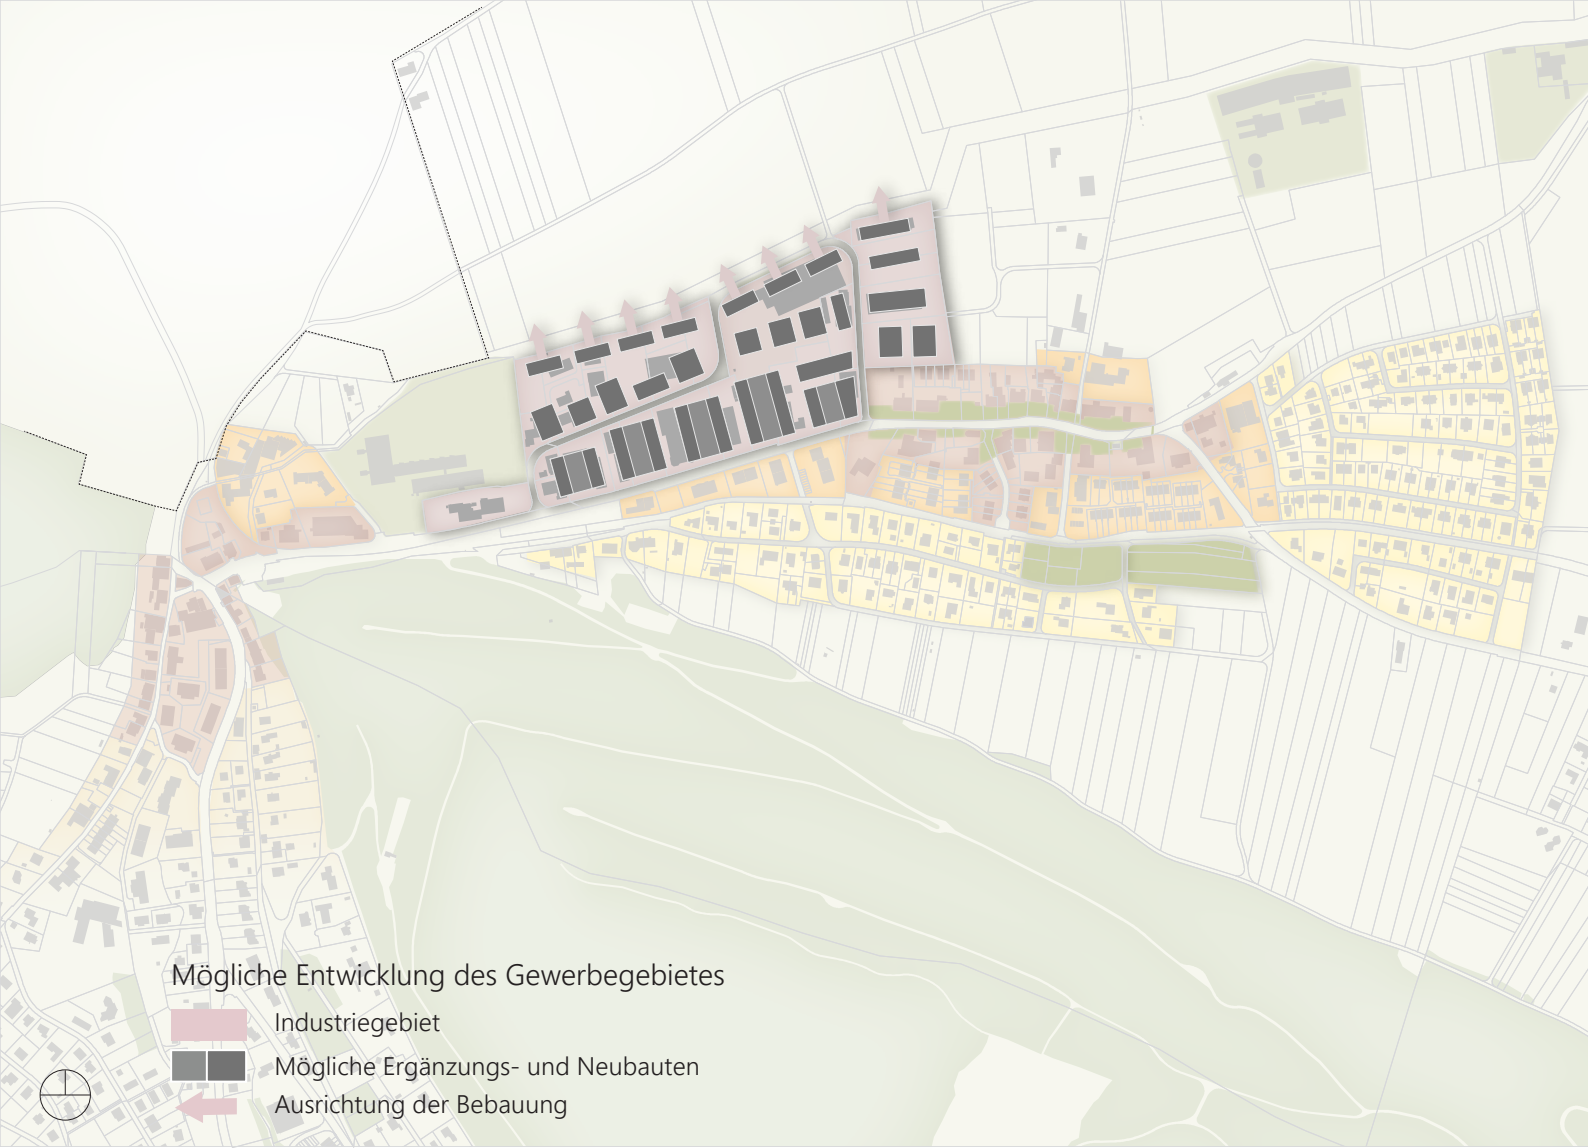 Mögliche Entwicklung des Gewerbegebietes
Industriegebiet
Mögliche Ergänzungs- und Neubauten
Ausrichtung der Bebauung